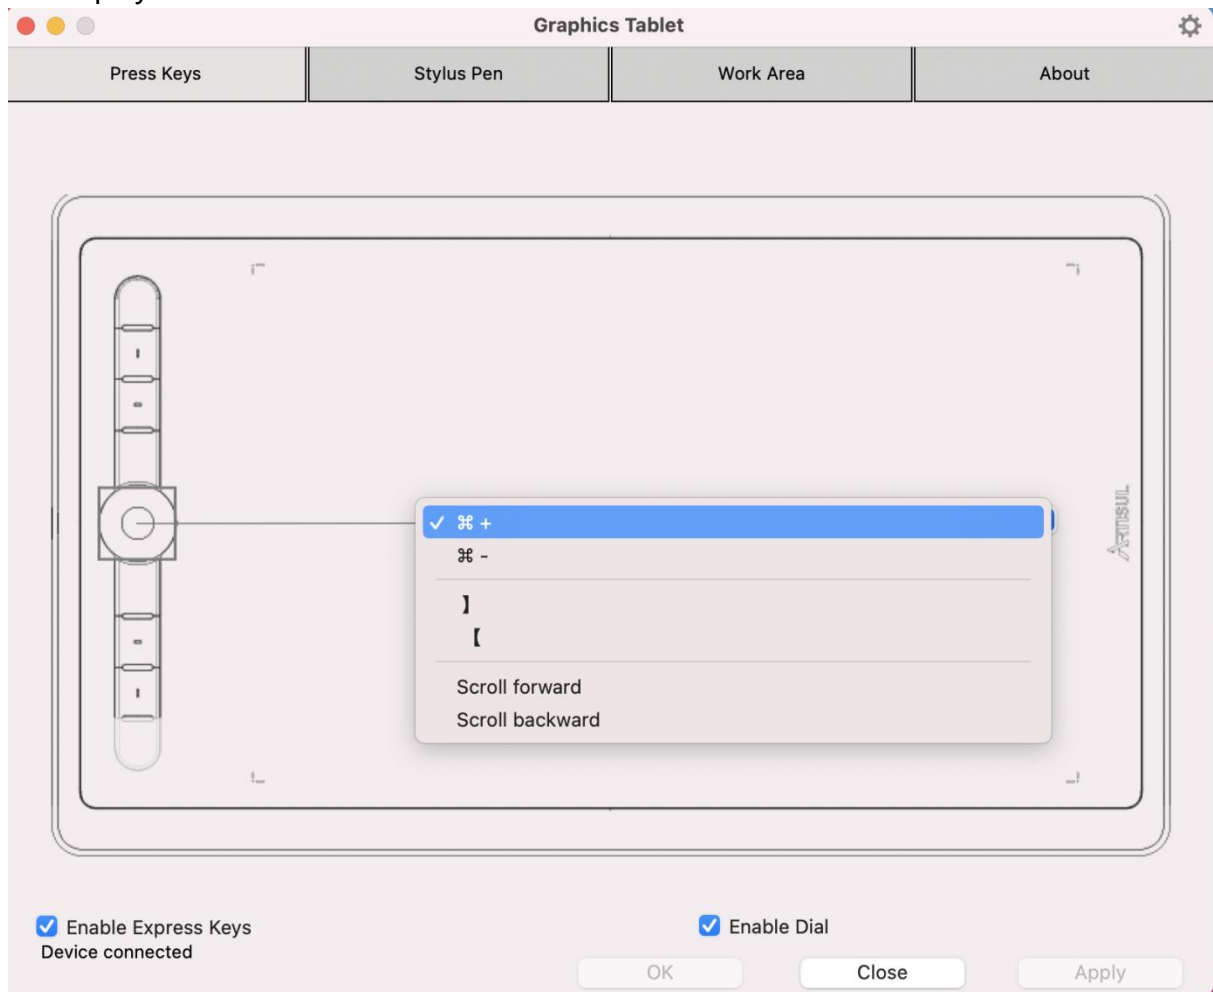 Graphics Tablet
Press Keys
Stylus Pen
Work Area
About
✓ ⌘ +
⌘ -
】
【
Scroll forward
Scroll backward
ARTISUL
Enable Express Keys
Enable Dial
Device connected
OK
Close
Apply